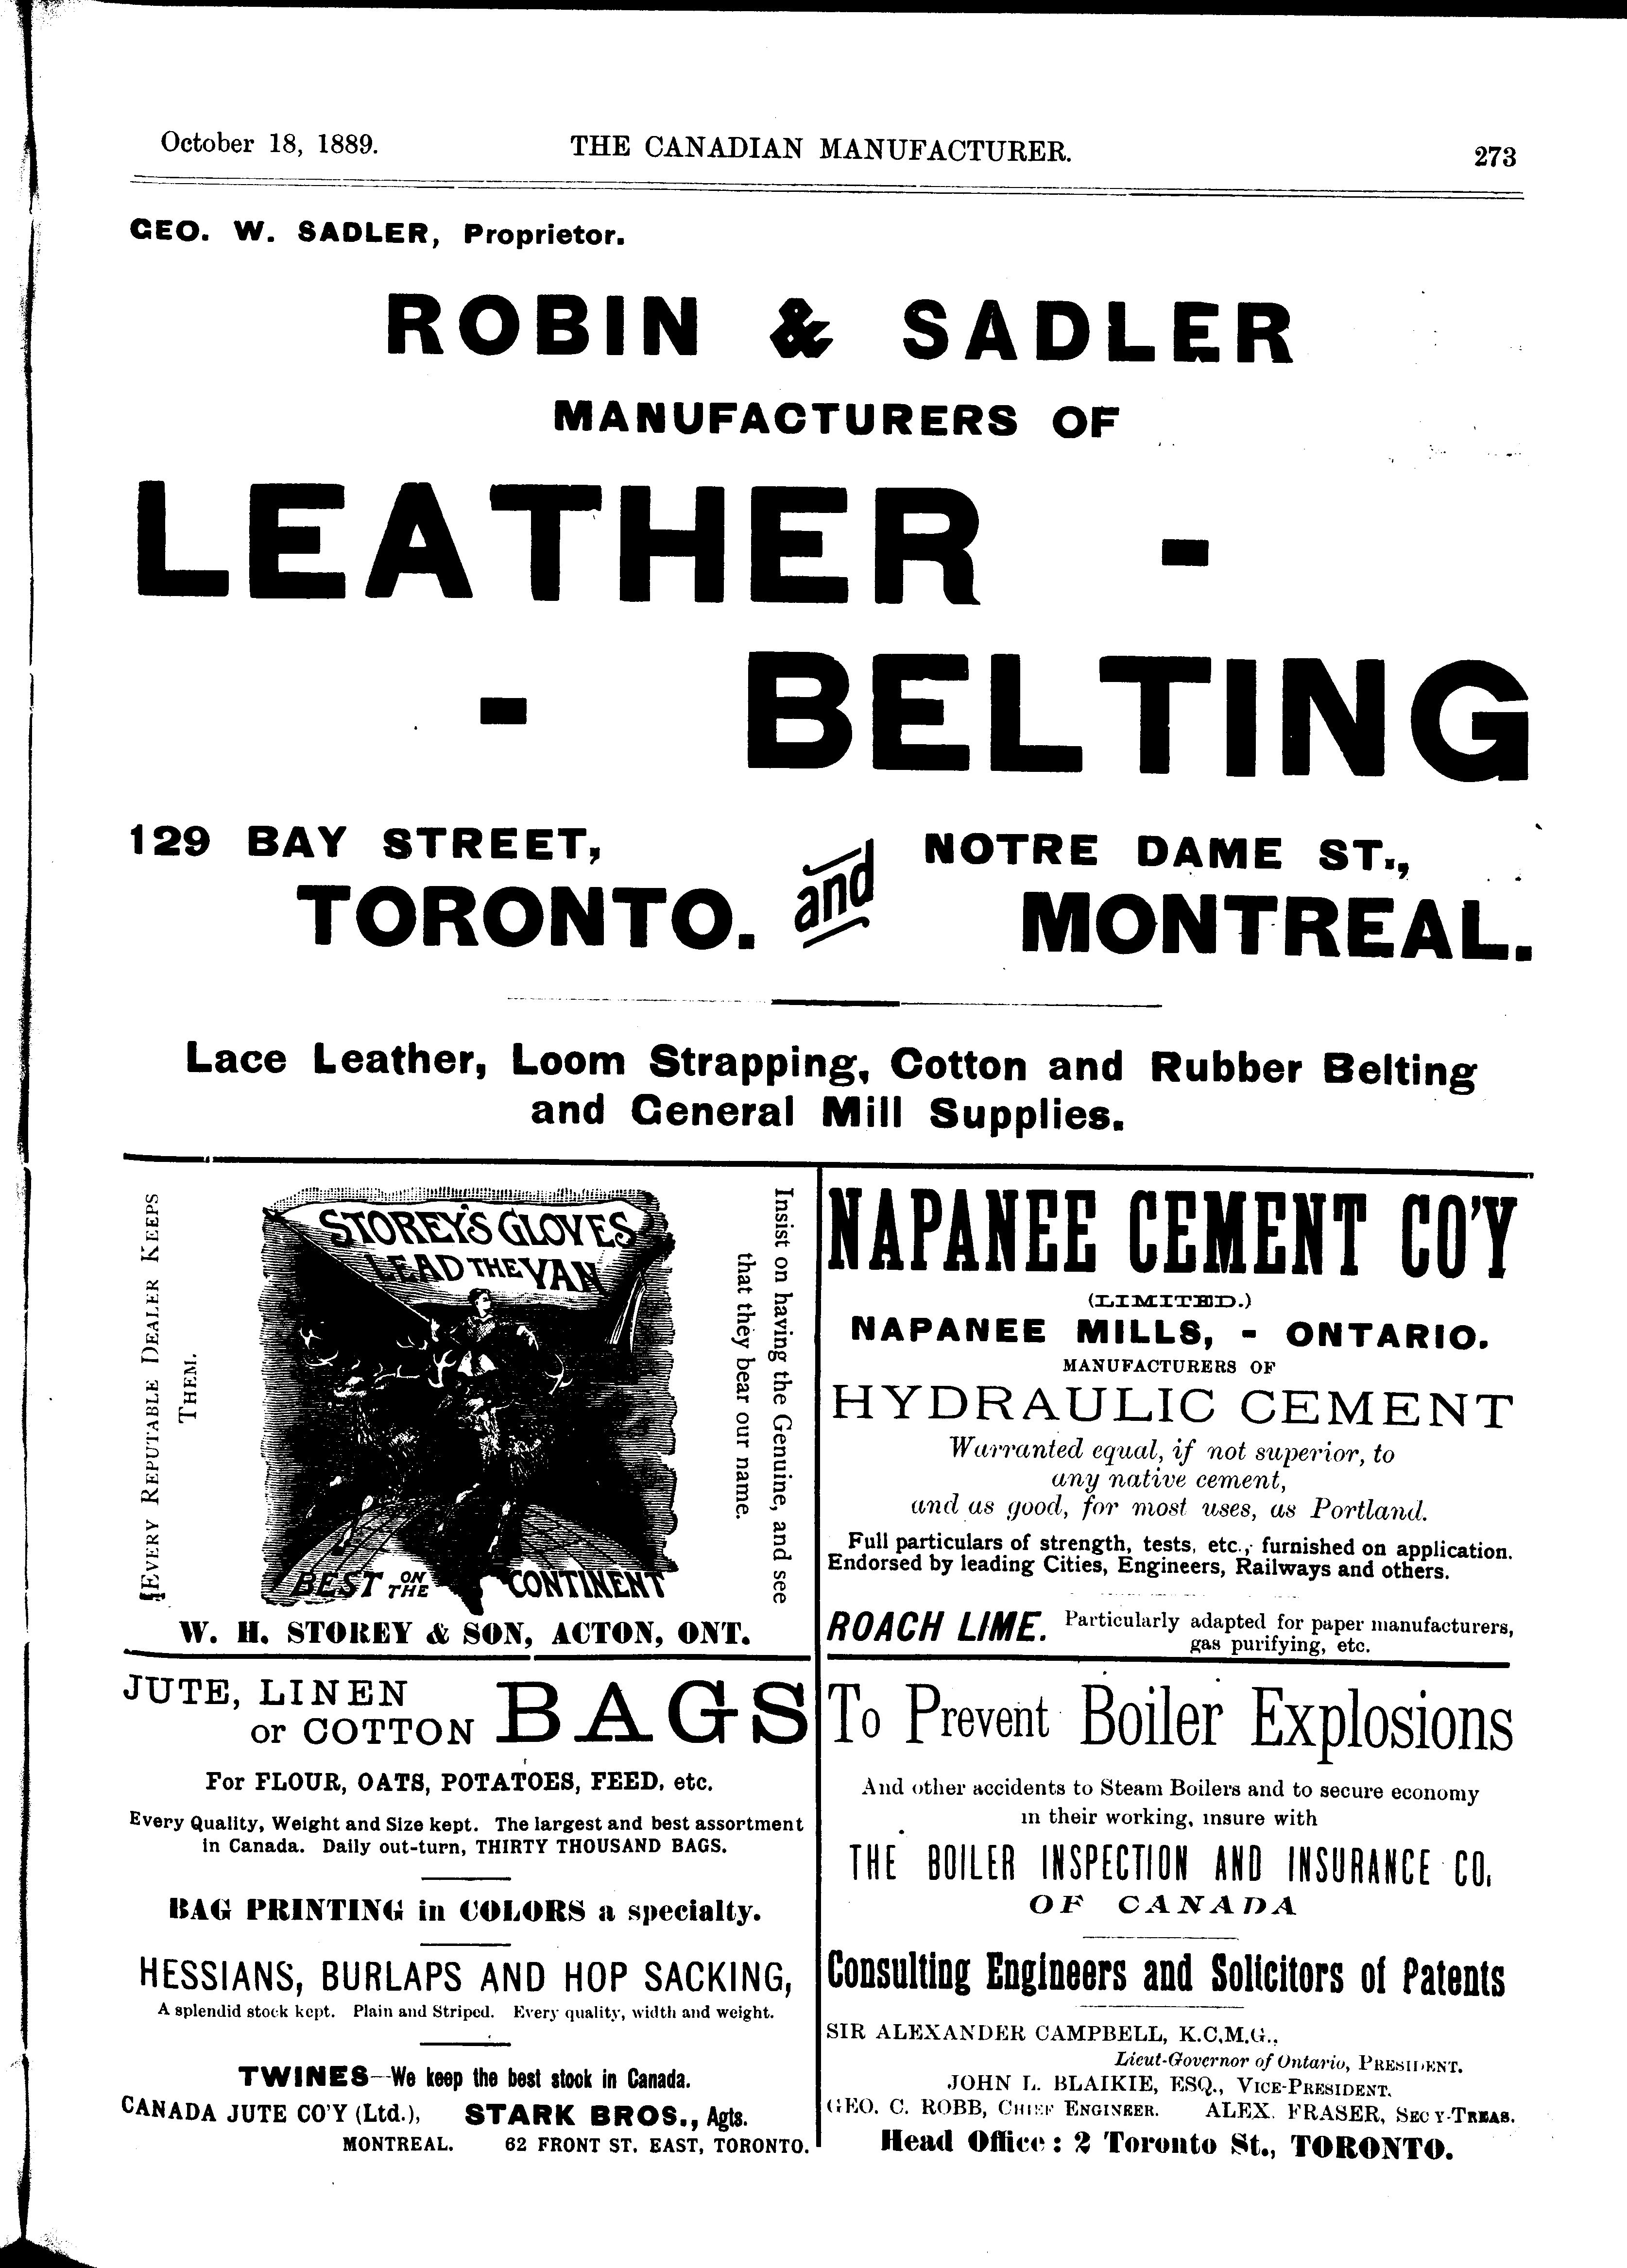 October 18, 1889. THE CANADIAN MANUFACTURER. 273
GEO. W. SADLER, Proprietor.
ROBIN & SADLER
MANUFACTURERS OF
LEATHER -
- BELTING
129 BAY STREET,
TORONTO.
and
NOTRE DAME ST.,
MONTREAL.
Lace Leather, Loom Strapping, Cotton and Rubber Belting
and General Mill Supplies.
EVERY REPUTABLE DEALER KEEPS
THEM.
STOREY'S GLOVES
LEAD THE VAN
BEST ON THE CONTINENT
Insist on having the Genuine, and see
that they bear our name.
W. H. STOREY & SON, ACTON, ONT.
NAPANEE CEMENT CO'Y
(LIMITED.)
NAPANEE MILLS, - ONTARIO.
MANUFACTURERS OF
HYDRAULIC CEMENT
Warranted equal, if not superior, to
any native cement,
and as good, for most uses, as Portland.
Full particulars of strength, tests, etc., furnished on application.
Endorsed by leading Cities, Engineers, Railways and others.
ROACH LIME. Particularly adapted for paper manufacturers,
gas purifying, etc.
JUTE, LINEN
or COTTON BAGS
For FLOUR, OATS, POTATOES, FEED, etc.
Every Quality, Weight and Size kept. The largest and best assortment
in Canada. Daily out-turn, THIRTY THOUSAND BAGS.
BAG PRINTING in COLORS a specialty.
HESSIANS, BURLAPS AND HOP SACKING,
A splendid stock kept. Plain and Striped. Every quality, width and weight.
TWINES—We keep the best stock in Canada.
CANADA JUTE CO'Y (Ltd.), STARK BROS., Agts.
MONTREAL. 62 FRONT ST. EAST, TORONTO.
To Prevent Boiler Explosions
And other accidents to Steam Boilers and to secure economy
in their working, insure with
THE BOILER INSPECTION AND INSURANCE CO.
OF CANADA
Consulting Engineers and Solicitors of Patents
SIR ALEXANDER CAMPBELL, K.C.M.G.,
Lieut-Governor of Ontario, PRESIDENT.
JOHN L. BLAIKIE, ESQ., VICE-PRESIDENT.
GEO. C. ROBB, CHIEF ENGINEER. ALEX. FRASER, SECY-TREAS.
Head Office: 2 Toronto St., TORONTO.